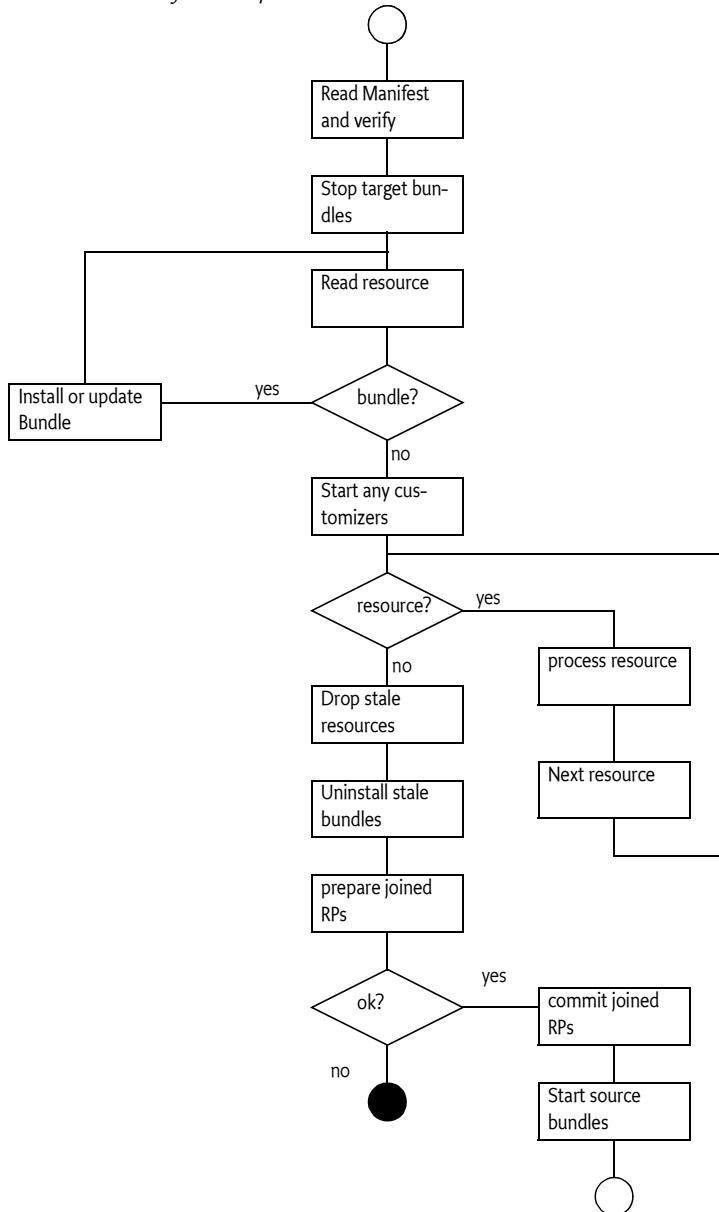 Read Manifest
and verify
Stop target bun-
dles
Read resource
Install or update
Bundle
yes
bundle?
no
Start any cus-
tomizers
resource?
yes
no
process resource
Drop stale
resources
Next resource
Uninstall stale
bundles
prepare joined
RPs
ok?
yes
commit joined
RPs
no
Start source
bundles